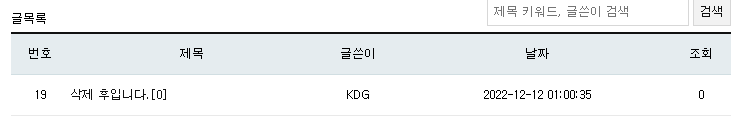 글목록 제목 키워드, 글쓴이 검색 검색
번호 제목 글쓴이 날짜 조회
19 삭제 후입니다.[0] KDG 2022-12-12 01:00:35 0